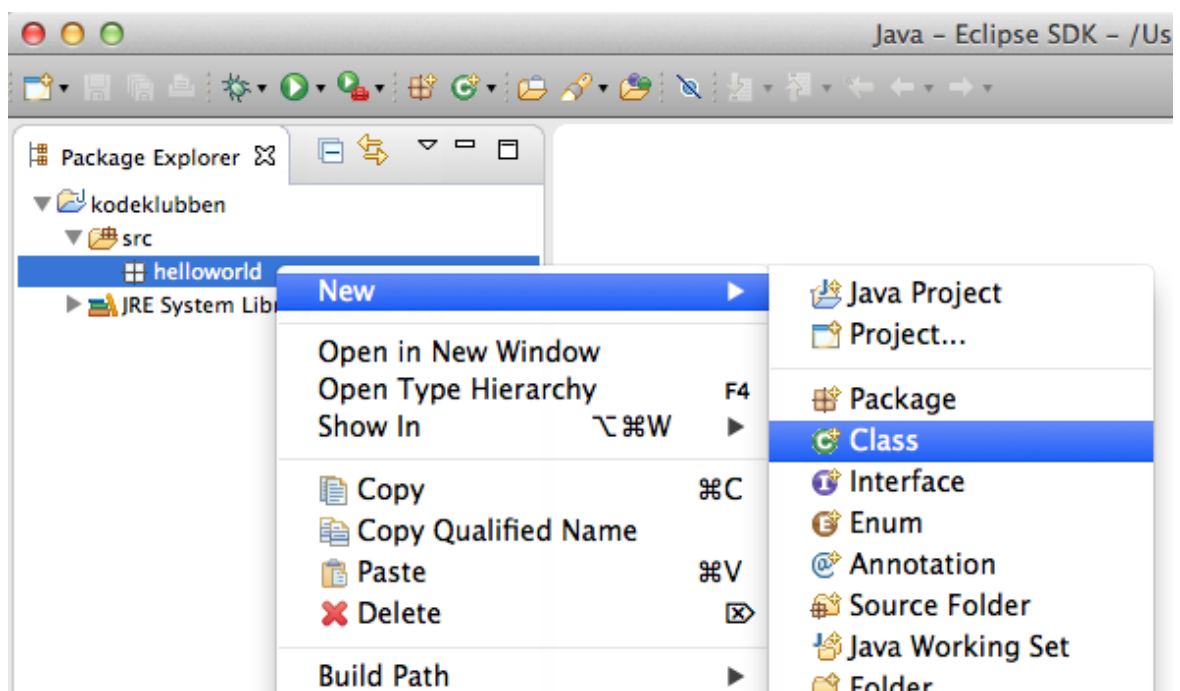 Java – Eclipse SDK – /Us
Package Explorer
kodeklubben
src
helloworld
JRE System Lib
New
Open in New Window
Open Type Hierarchy F4
Show In ⌥⌘W
Copy ⌘C
Copy Qualified Name
Paste ⌘V
Delete ⌦
Build Path
Java Project
Project...
Package
Class
Interface
Enum
Annotation
Source Folder
Java Working Set
Folder